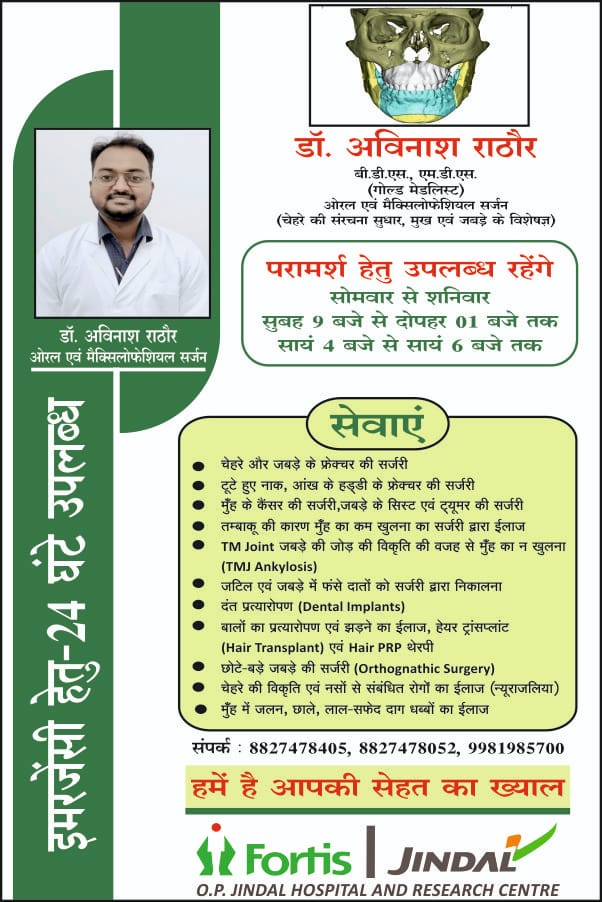 डॉ. अविनाश राठौर
बी.डी.एस., एम.डी.एस.
(गोल्ड मेडलिस्ट)
ओरल एवं मैक्सिलोफेशियल सर्जन
(चेहरे की संरचना सुधार, मुख एवं जबड़े के विशेषज्ञ)
डॉ. अविनाश राठौर
ओरल एवं मैक्सिलोफेशियल सर्जन
परामर्श हेतु उपलब्ध रहेंगे
सोमवार से शनिवार
सुबह 9 बजे से दोपहर 01 बजे तक
सायं 4 बजे से सायं 6 बजे तक
इमरजेंसी हेतु-24 घंटे उपलब्ध
सेवाएं
चेहरे और जबड़े के फ्रेक्चर की सर्जरी
टूटे हुए नाक, आंख के हड्डी के फ्रेक्चर की सर्जरी
मुँह के कैंसर की सर्जरी,जबड़े के सिस्ट एवं ट्यूमर की सर्जरी
तम्बाकू की कारण मुँह का कम खुलना का सर्जरी द्वारा ईलाज
TM Joint जबड़े की जोड़ की विकृति की वजह से मुँह का न खुलना
(TMJ Ankylosis)
जटिल एवं जबड़े में फंसे दातों को सर्जरी द्वारा निकालना
दंत प्रत्यारोपण (Dental Implants)
बालों का प्रत्यारोपण एवं झड़ने का ईलाज, हेयर ट्रांसप्लांट
(Hair Transplant) एवं Hair PRP थेरपी
छोटे-बड़े जबड़े की सर्जरी (Orthognathic Surgery)
चेहरे की विकृति एवं नसों से संबंधित रोगों का ईलाज (न्यूराजलिया)
मुँह में जलन, छाले, लाल-सफेद दाग धब्बों का ईलाज
संपर्क : 8827478405, 8827478052, 9981985700
हमें है आपकी सेहत का ख्याल
Fortis | JINDAL
O.P. JINDAL HOSPITAL AND RESEARCH CENTRE